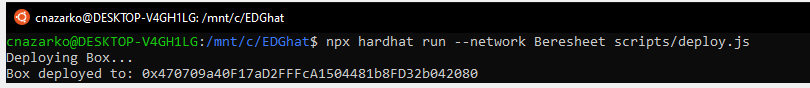 cnazarko@DESKTOP-V4GH1LG: /mnt/c/EDGhat
cnazarko@DESKTOP-V4GH1LG:/mnt/c/EDGhat$ npx hardhat run --network Beresheet scripts/deploy.js
Deploying Box...
Box deployed to: 0x470709a40F17aD2FFFcA1504481b8FD32b042080